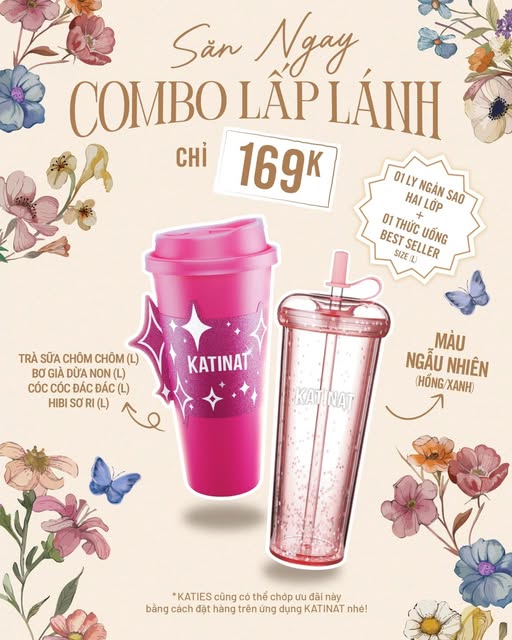 Săn Ngay
COMBO LẤP LÁNH
CHỈ 169K
01 LY NGÀN SAO
HAI LỚP
+
01 THỨC UỐNG
BEST SELLER
SIZE (L)
KATINAT
KATINAT
TRÀ SỮA CHÔM CHÔM (L)
BƠ GIÀ DỪA NON (L)
CÓC CÓC ĐÁC ĐÁC (L)
HIBI SƠ RI (L)
MÀU
NGẪU NHIÊN
(HỒNG/XANH)
*KATIES cũng có thể chớp ưu đãi này
bằng cách đặt hàng trên ứng dụng KATINAT nhé!